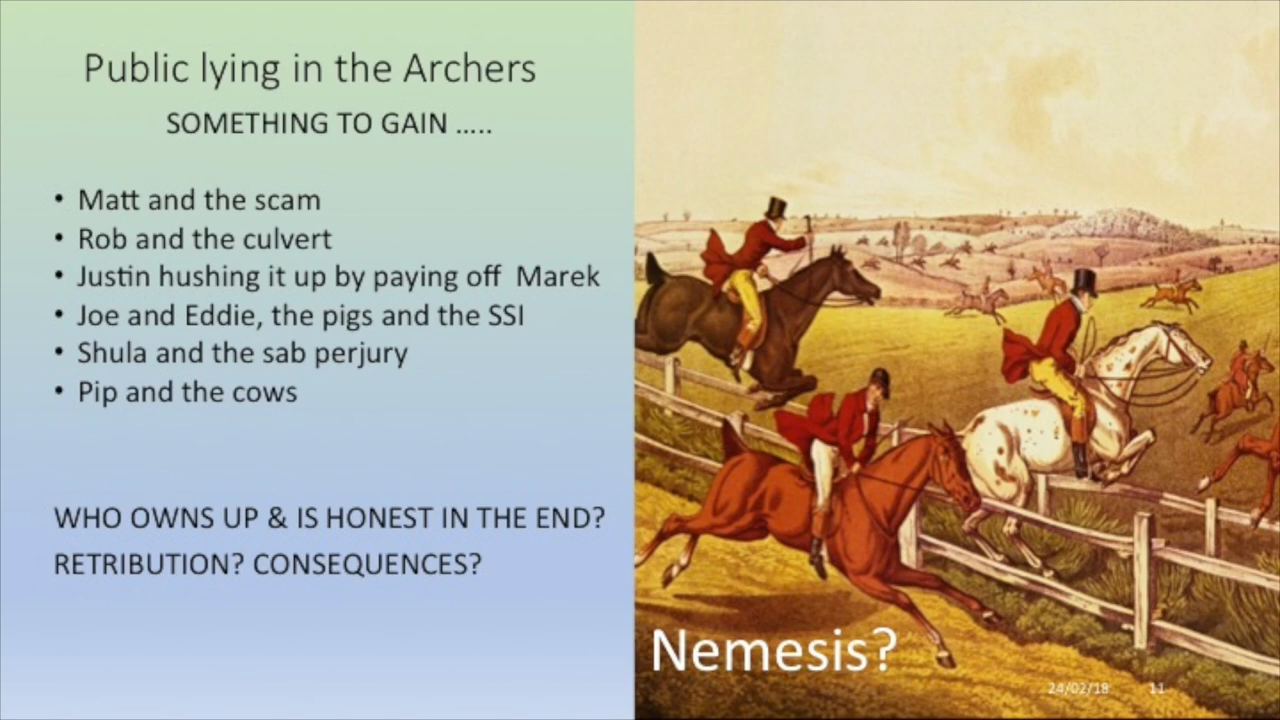 Public lying in the Archers
SOMETHING TO GAIN …..
• Matt and the scam
• Rob and the culvert
• Justin hushing it up by paying off  Marek
• Joe and Eddie, the pigs and the SSI
• Shula and the sab perjury
• Pip and the cows
WHO OWNS UP & IS HONEST IN THE END?
RETRIBUTION? CONSEQUENCES?
Nemesis?
24/02/18 11